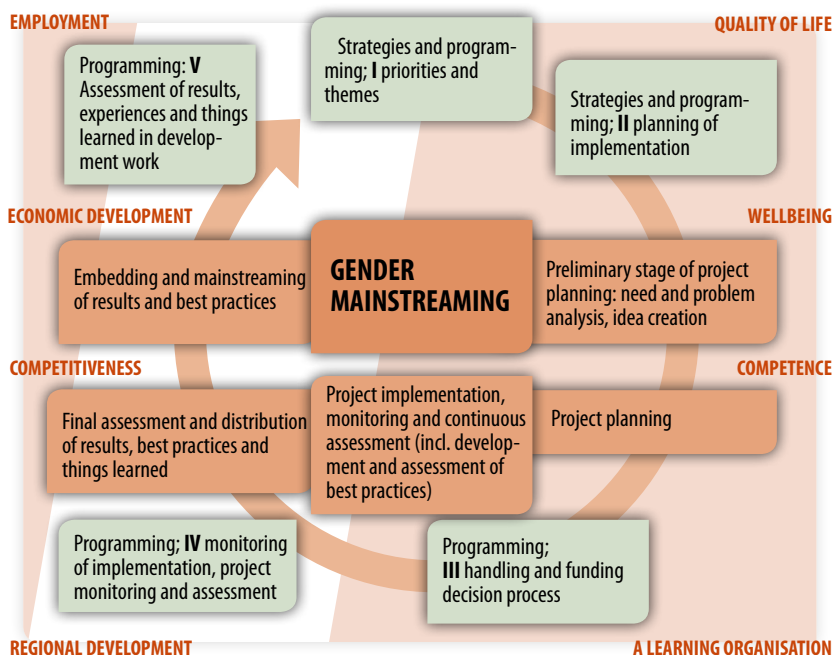 EMPLOYMENT
QUALITY OF LIFE
Programming: V
Assessment of results,
experiences and things
learned in develop-
ment work
Strategies and program-
ming; I priorities and
themes
Strategies and program-
ming; II planning of
implementation
ECONOMIC DEVELOPMENT
WELLBEING
Embedding and mainstreaming
of results and best practices
GENDER
MAINSTREAMING
Preliminary stage of project
planning: need and problem
analysis, idea creation
COMPETITIVENESS
COMPETENCE
Final assessment and distribution
of results, best practices and
things learned
Project implementation,
monitoring and continuous
assessment (incl. develop-
ment and assessment of
best practices)
Project planning
Programming; IV monitoring
of implementation, project
monitoring and assessment
Programming;
III handling and funding
decision process
REGIONAL DEVELOPMENT
A LEARNING ORGANISATION